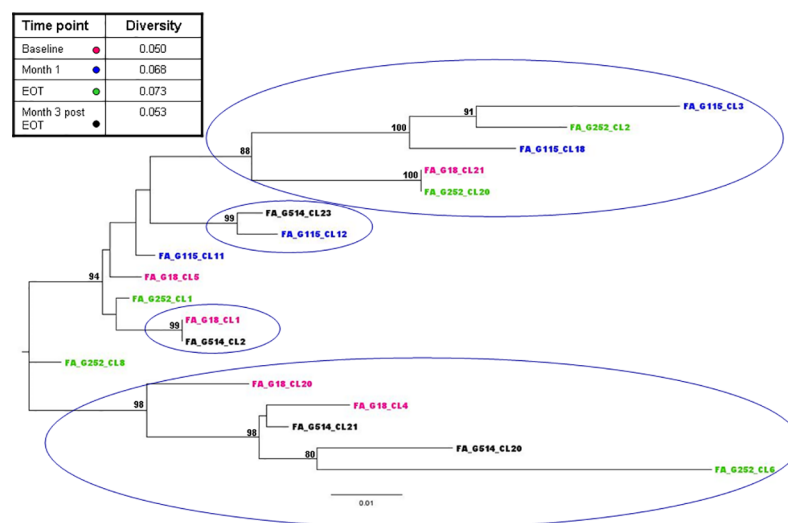 Time point Diversity
Baseline 0.050
Month 1 0.068
EOT 0.073
Month 3 post 0.053
EOT
91
FA_G115_CL3
100
FA_G252_CL2
FA_G115_CL18
88
100
FA_G18_CL21
FA_G252_CL20
99
FA_G514_CL23
FA_G115_CL12
FA_G115_CL11
94
FA_G18_CL5
FA_G252_CL1
99
FA_G18_CL1
FA_G514_CL2
FA_G252_CL8
FA_G18_CL20
98
FA_G18_CL4
FA_G514_CL21
98
FA_G514_CL20
80
FA_G252_CL6
0.01